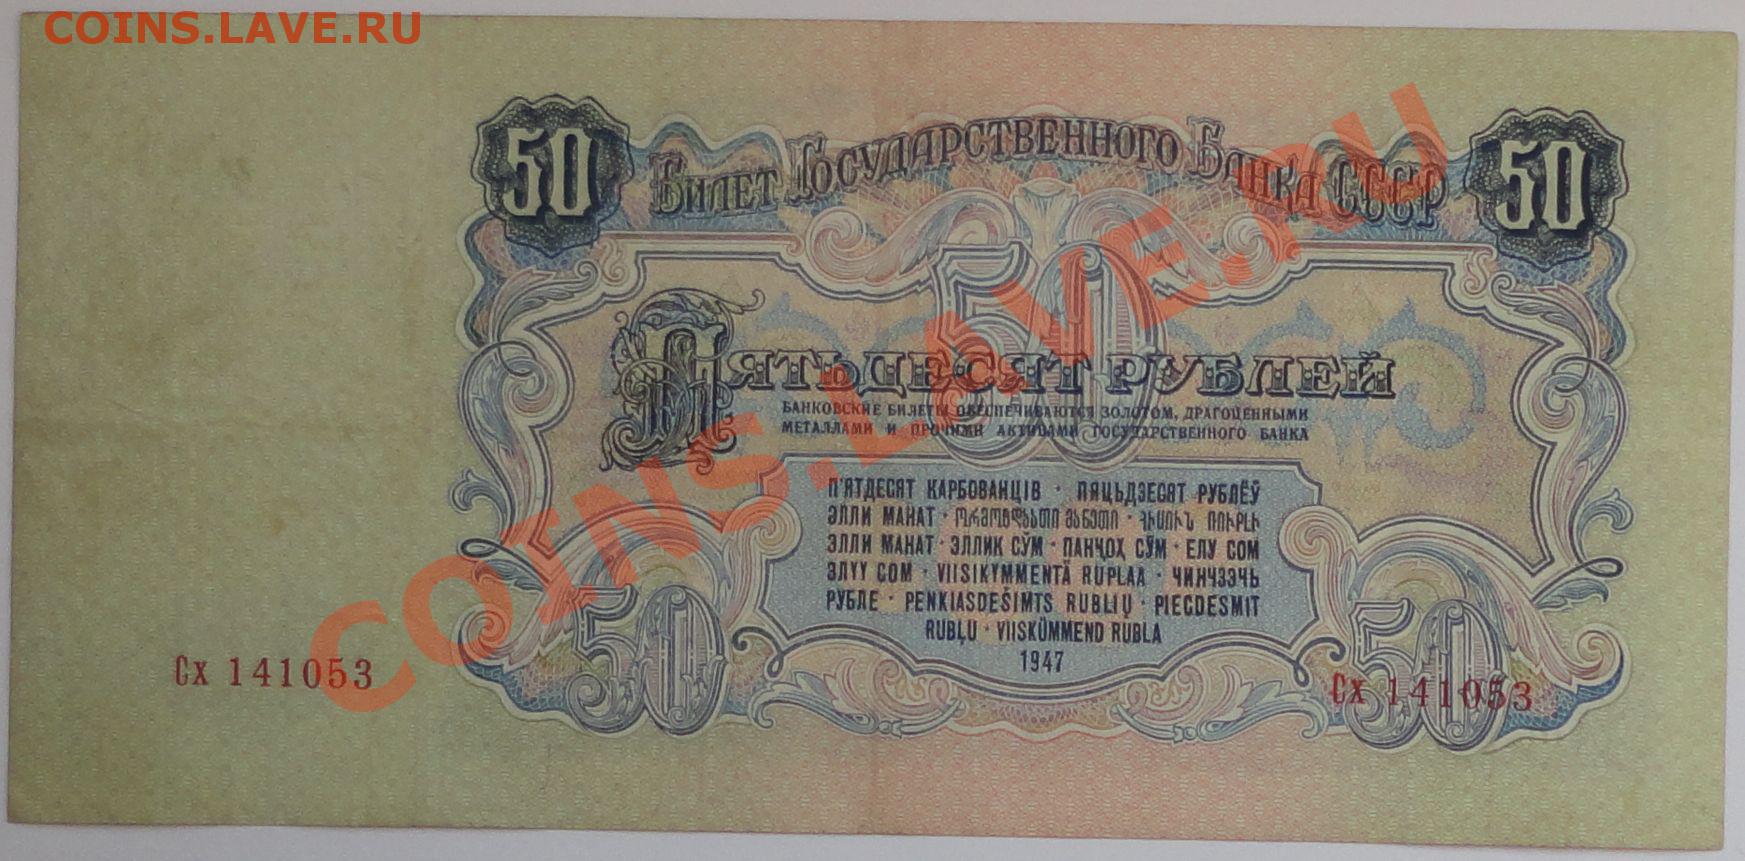 COINS.LAVE.RU
50 Билет Государственного Банка СССР 50
50
Пятьдесят рублей
БАНКОВСКИЕ БИЛЕТЫ ОБЕСПЕЧИВАЮТСЯ ЗОЛОТОМ, ДРАГОЦЕННЫМИ
МЕТАЛЛАМИ И ПРОЧИМИ АКТИВАМИ ГОСУДАРСТВЕННОГО БАНКА
П'ЯТДЕСЯТ КАРБОВАНЦІВ · ПЯЦЬДЗЕСЯТ РУБЛЁЎ
ЭЛЛИ МАНАТ · ორმოცდაათი მანეთი · ՀԻՍՈՒՆ ՌՈՒԲԼԻ
ЭЛЛИ МАНАТ · ЭЛЛИК СЎМ · ПАНҶОҲ СЎМ · ЕЛУ СОМ
ЭЛҮҮ СОМ · VIISIKYMMENTÄ RUPLAA · ЧИНЧЗЭЧЬ
РУБЛЕ · PENKIASDEŠIMTS RUBLIŲ · PIECDESMIT
RUBĻU · VIISKÜMMEND RUBLA
1947
50 50
Сх 141053 Сх 141053
COINS.LAVE.RU